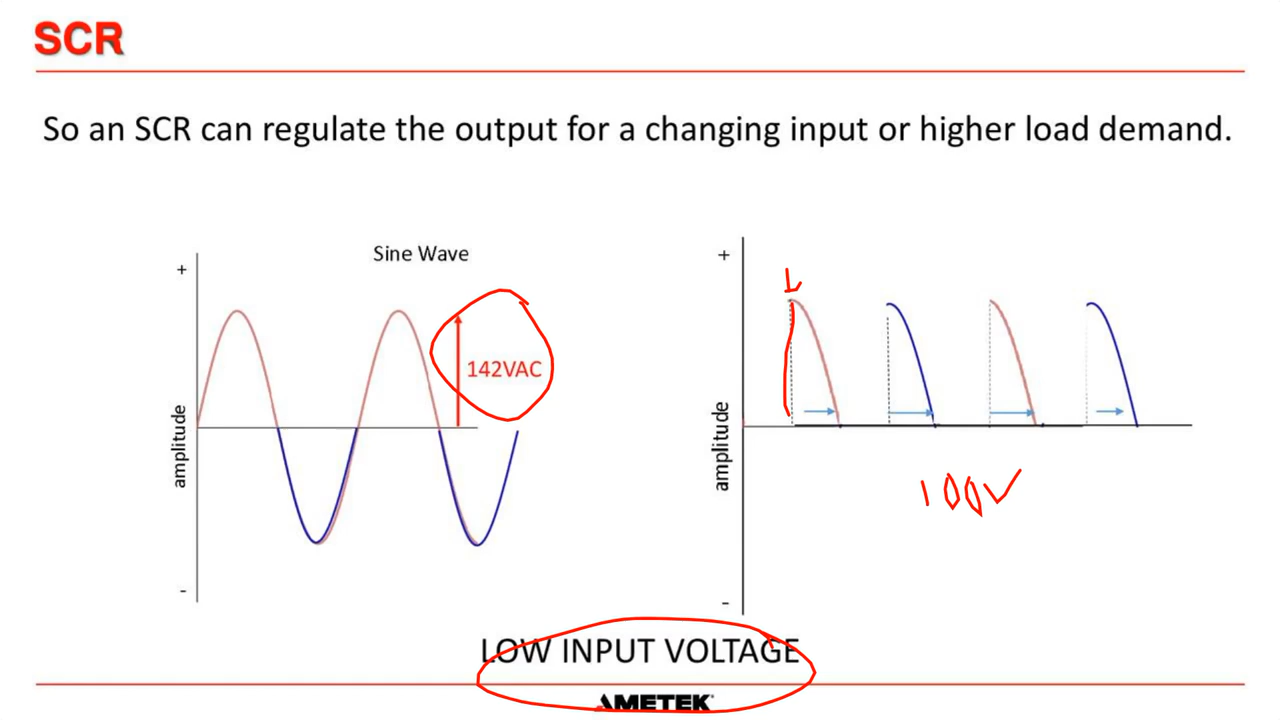 SCR
So an SCR can regulate the output for a changing input or higher load demand.
Sine Wave
+
142VAC
amplitude
-
+
amplitude
100V
-
LOW INPUT VOLTAGE
AMETEK